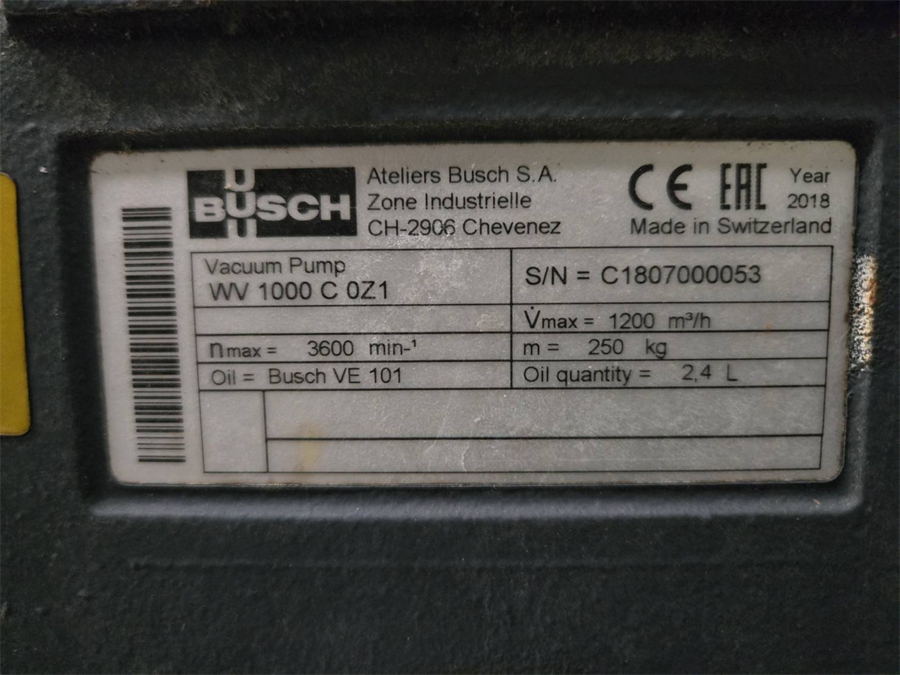 BUSCH
Ateliers Busch S.A.
Zone Industrielle
CH-2906 Chevenez
CE EAC Year
2018
Made in Switzerland
Vacuum Pump
WV 1000 C 0Z1
S/N = C1807000053
V̇max = 1200 m³/h
nmax = 3600 min-¹
m = 250 kg
Oil = Busch VE 101
Oil quantity = 2,4 L